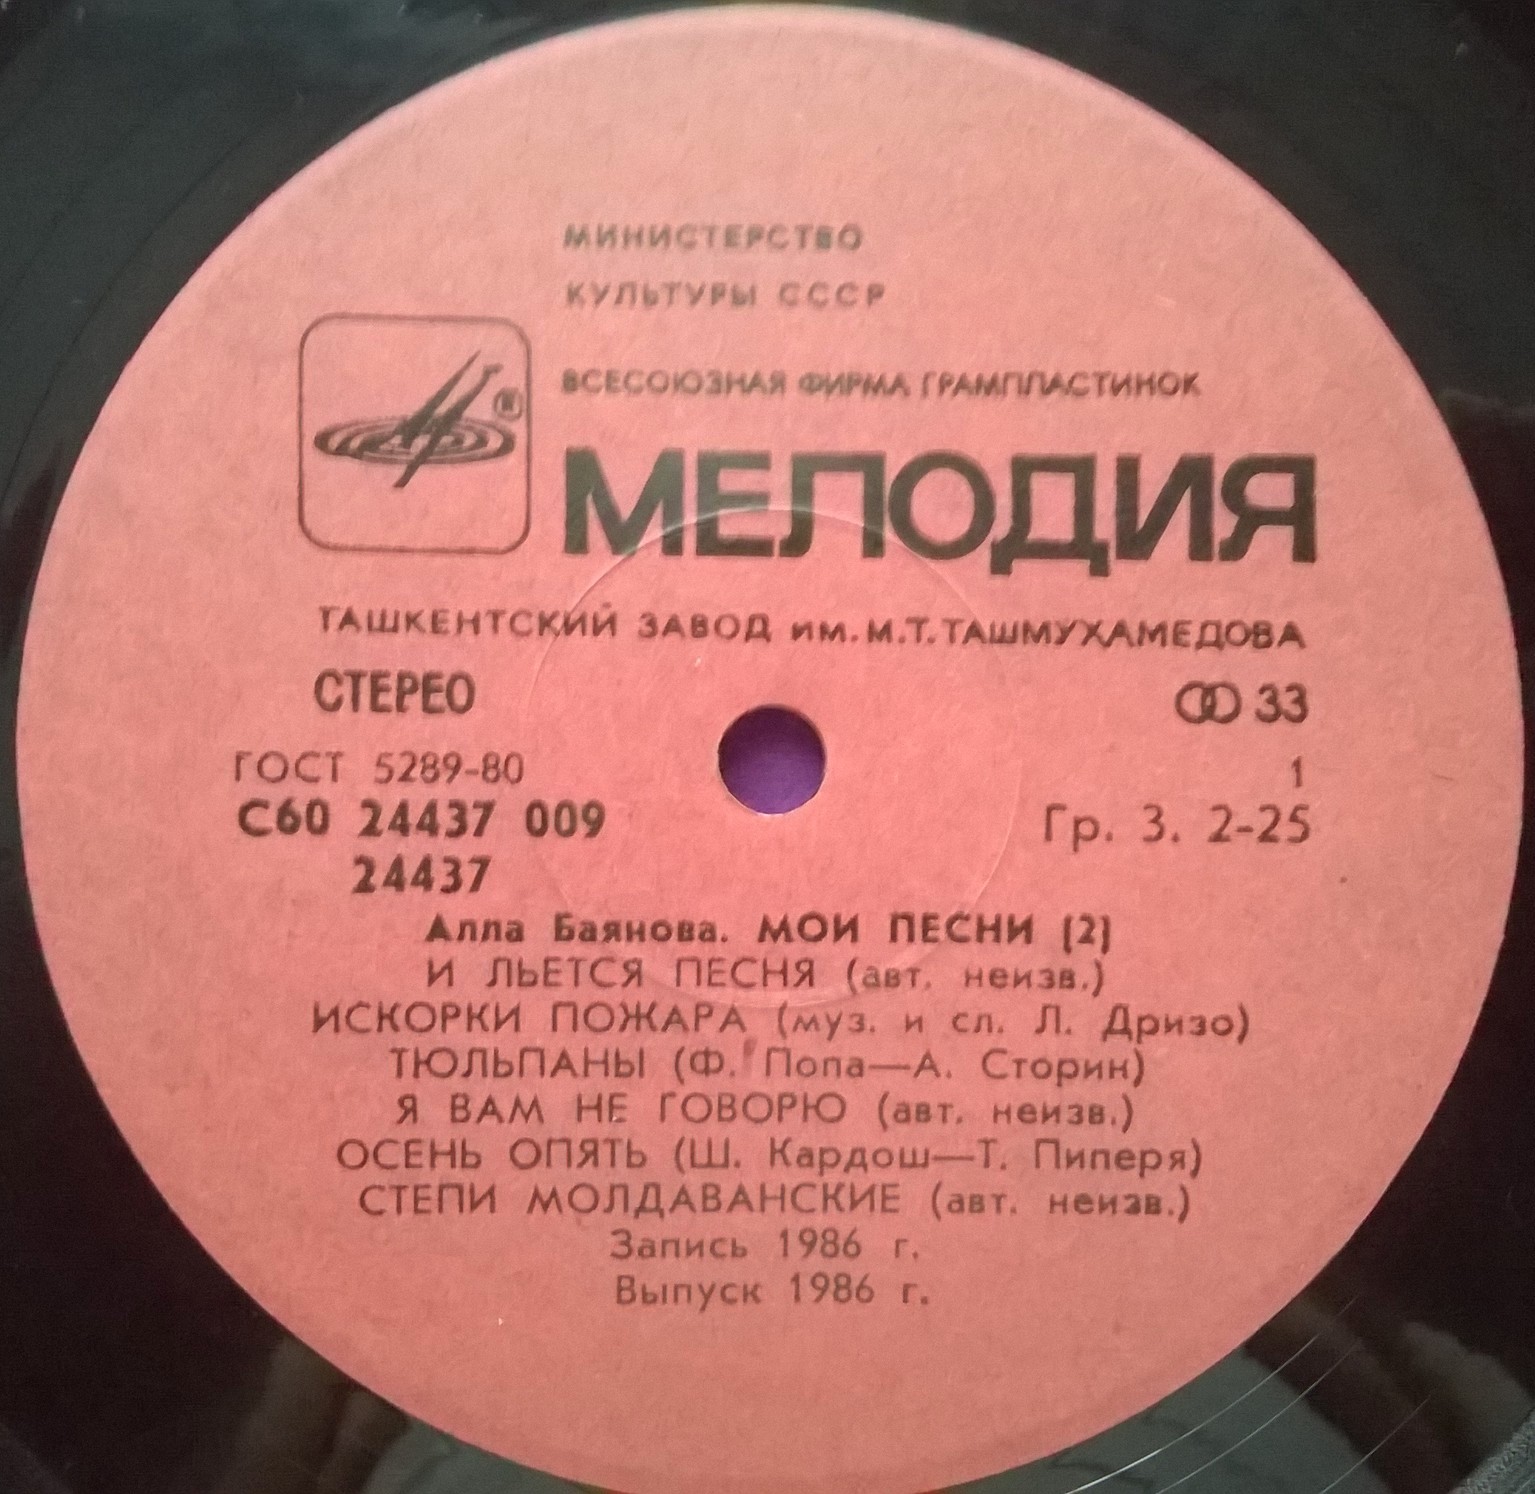 МИНИСТЕРСТВО
КУЛЬТУРЫ СССР
ВСЕСОЮЗНАЯ ФИРМА ГРАМПЛАСТИНОК
МЕЛОДИЯ
ТАШКЕНТСКИЙ ЗАВОД им. М.Т. ТАШМУХАМЕДОВА
СТЕРЕО 33
ГОСТ 5289-80 1
С60 24437 009 Гр. 3. 2-25
24437
Алла Баянова. МОИ ПЕСНИ (2)
И ЛЬЕТСЯ ПЕСНЯ (авт. неизв.)
ИСКОРКИ ПОЖАРА (муз. и сл. Л. Дризо)
ТЮЛЬПАНЫ (Ф. Попа—А. Сторин)
Я ВАМ НЕ ГОВОРЮ (авт. неизв.)
ОСЕНЬ ОПЯТЬ (Ш. Кардош—Т. Пиперя)
СТЕПИ МОЛДАВАНСКИЕ (авт. неизв.)
Запись 1986 г.
Выпуск 1986 г.